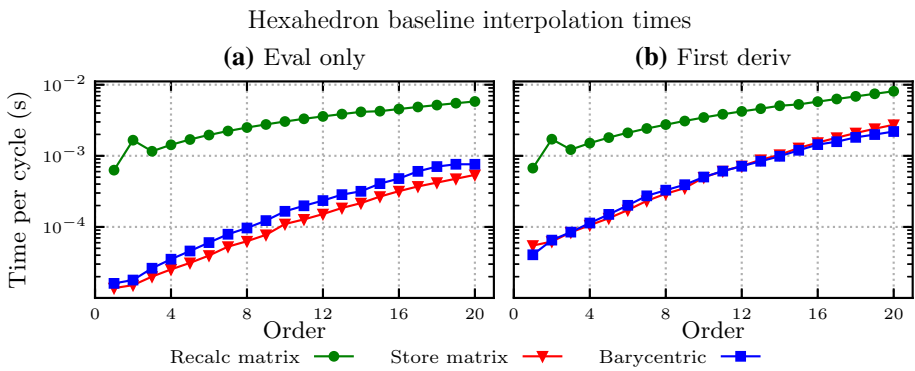 Hexahedron baseline interpolation times
(a) Eval only
(b) First deriv
Time per cycle (s)
10⁻²
10⁻³
10⁻⁴
0 4 8 12 16 20
0 4 8 12 16 20
Order
Order
Recalc matrix
Store matrix
Barycentric